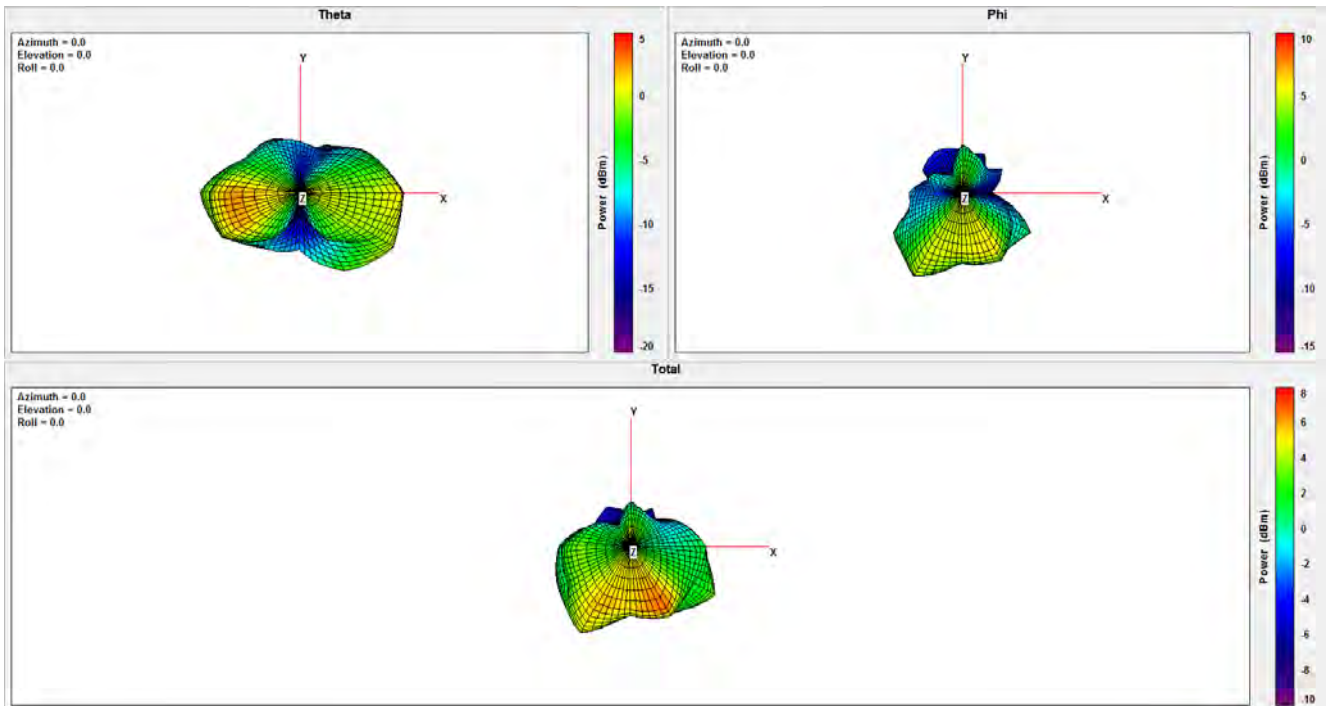 Theta
Azimuth = 0.0
Elevation = 0.0
Roll = 0.0
Y
X
Z
5
0
-5
-10
-15
-20
Power (dBm)
Phi
Azimuth = 0.0
Elevation = 0.0
Roll = 0.0
Y
X
Z
10
5
0
-5
-10
-15
Power (dBm)
Total
Azimuth = 0.0
Elevation = 0.0
Roll = 0.0
Y
X
Z
8
6
4
2
0
-2
-4
-6
-8
-10
Power (dBm)